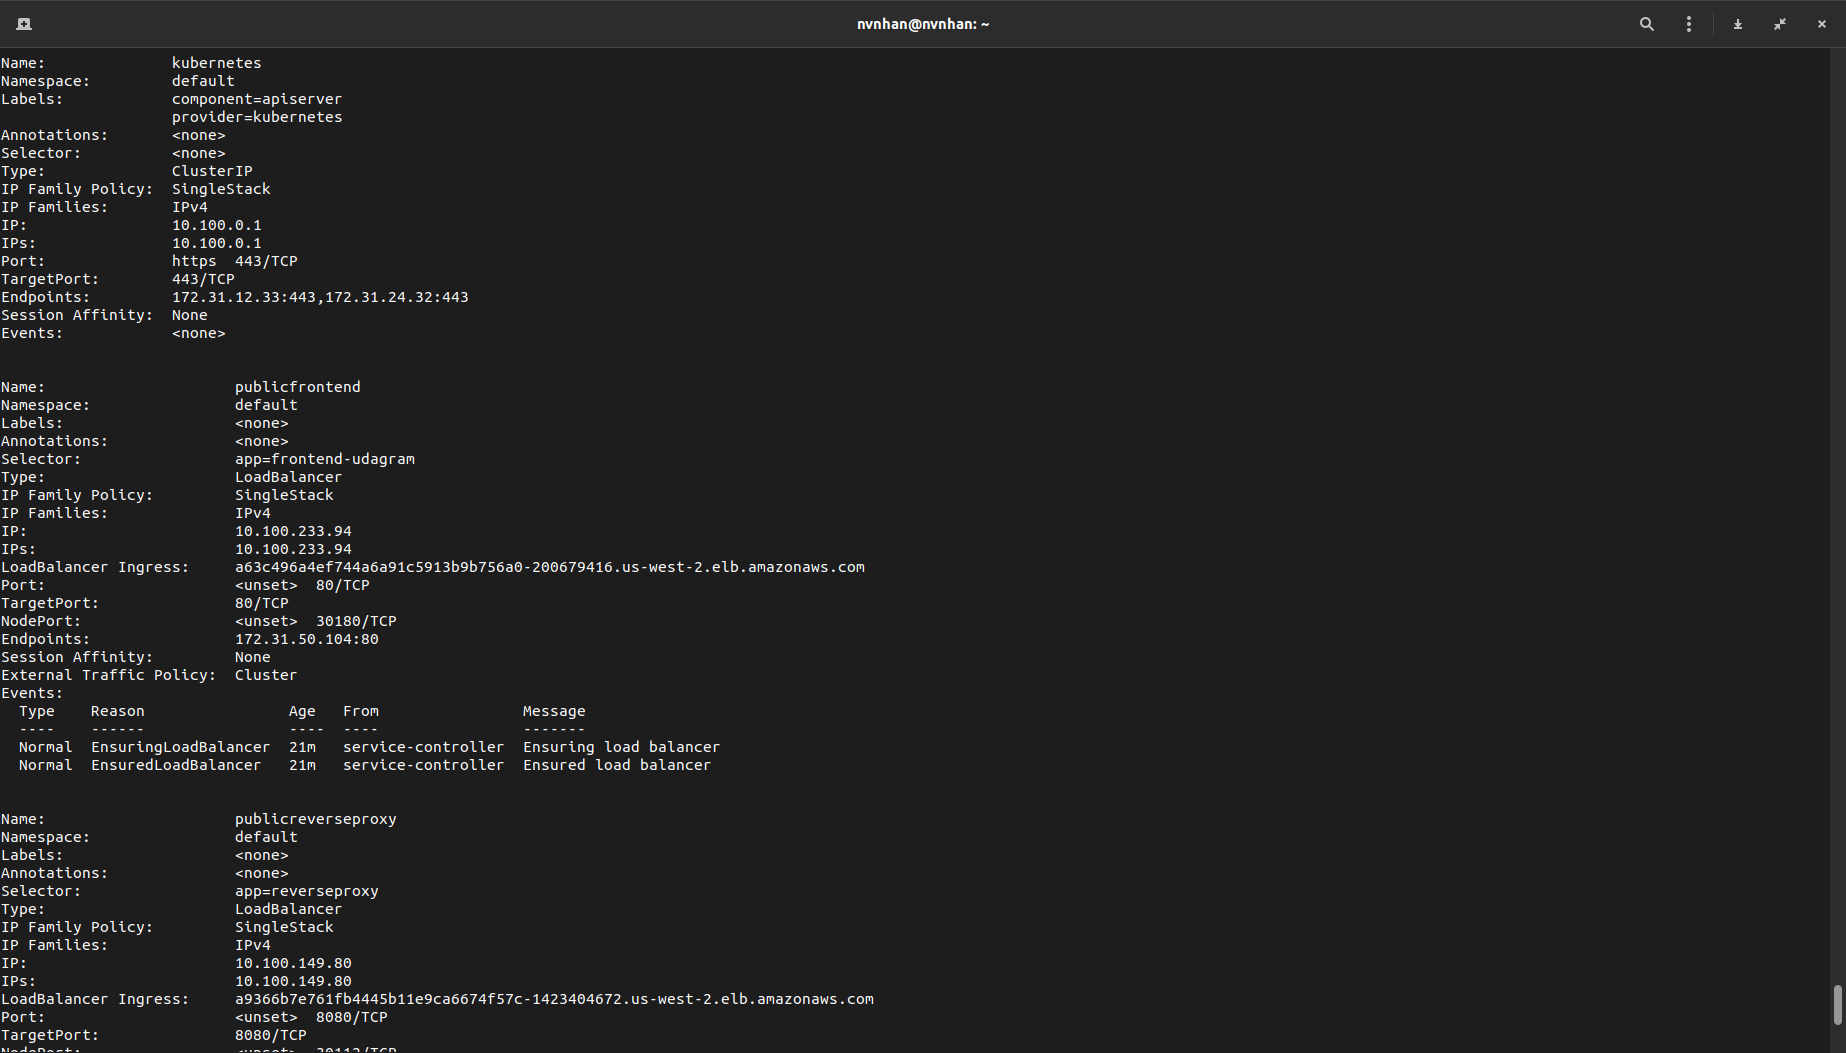 nvnhan@nvnhan: ~
Name:              kubernetes
Namespace:         default
Labels:            component=apiserver
                   provider=kubernetes
Annotations:       <none>
Selector:          <none>
Type:              ClusterIP
IP Family Policy:  SingleStack
IP Families:       IPv4
IP:                10.100.0.1
IPs:               10.100.0.1
Port:              https  443/TCP
TargetPort:        443/TCP
Endpoints:         172.31.12.33:443,172.31.24.32:443
Session Affinity:  None
Events:            <none>
Name:                     publicfrontend
Namespace:                default
Labels:                   <none>
Annotations:              <none>
Selector:                 app=frontend-udagram
Type:                     LoadBalancer
IP Family Policy:         SingleStack
IP Families:              IPv4
IP:                       10.100.233.94
IPs:                      10.100.233.94
LoadBalancer Ingress:     a63c496a4ef744a6a91c5913b9b756a0-200679416.us-west-2.elb.amazonaws.com
Port:                     <unset>  80/TCP
TargetPort:               80/TCP
NodePort:                 <unset>  30180/TCP
Endpoints:                172.31.50.104:80
Session Affinity:         None
External Traffic Policy:  Cluster
Events:
  Type    Reason                Age   From                Message
  ----    ------                ----  ----                -------
  Normal  EnsuringLoadBalancer  21m   service-controller  Ensuring load balancer
  Normal  EnsuredLoadBalancer   21m   service-controller  Ensured load balancer
Name:                     publicreverseproxy
Namespace:                default
Labels:                   <none>
Annotations:              <none>
Selector:                 app=reverseproxy
Type:                     LoadBalancer
IP Family Policy:         SingleStack
IP Families:              IPv4
IP:                       10.100.149.80
IPs:                      10.100.149.80
LoadBalancer Ingress:     a9366b7e761fb4445b11e9ca6674f57c-1423404672.us-west-2.elb.amazonaws.com
Port:                     <unset>  8080/TCP
TargetPort:               8080/TCP
NodePort:                 <unset>